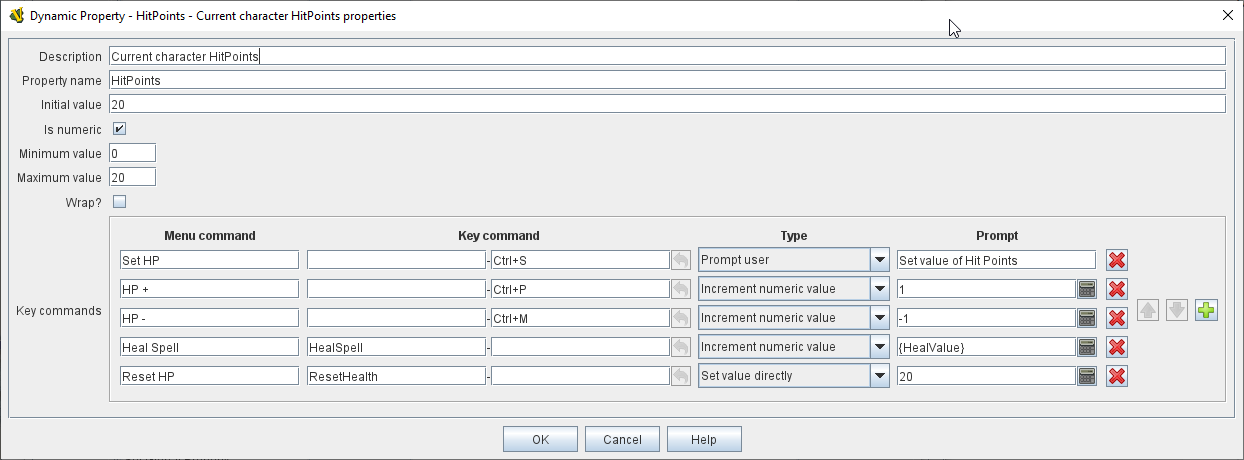 Dynamic Property - HitPoints - Current character HitPoints properties
Description Current character HitPoints
Property name HitPoints
Initial value 20
Is numeric
Minimum value 0
Maximum value 20
Wrap?
Menu command Key command Type Prompt
Set HP - Ctrl+S Prompt user Set value of Hit Points
HP + - Ctrl+P Increment numeric value 1
Key commands
HP - - Ctrl+M Increment numeric value -1
Heal Spell HealSpell - Increment numeric value {HealValue}
Reset HP ResetHealth - Set value directly 20
OK Cancel Help